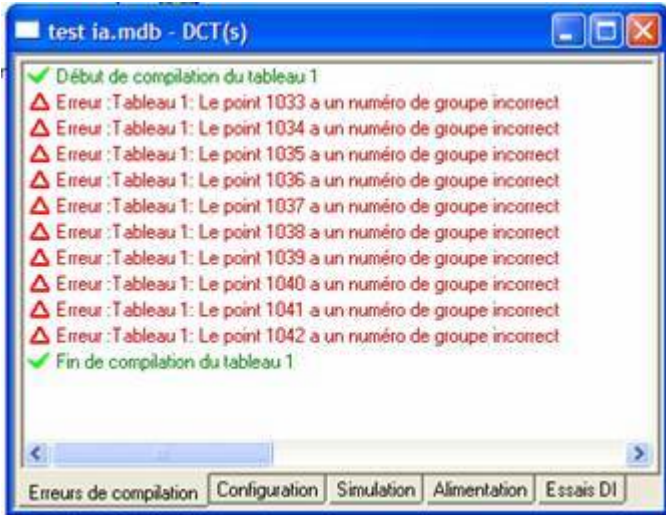 test ia.mdb - DCT(s)
Début de compilation du tableau 1
Erreur :Tableau 1: Le point 1033 a un numéro de groupe incorrect
Erreur :Tableau 1: Le point 1034 a un numéro de groupe incorrect
Erreur :Tableau 1: Le point 1035 a un numéro de groupe incorrect
Erreur :Tableau 1: Le point 1036 a un numéro de groupe incorrect
Erreur :Tableau 1: Le point 1037 a un numéro de groupe incorrect
Erreur :Tableau 1: Le point 1038 a un numéro de groupe incorrect
Erreur :Tableau 1: Le point 1039 a un numéro de groupe incorrect
Erreur :Tableau 1: Le point 1040 a un numéro de groupe incorrect
Erreur :Tableau 1: Le point 1041 a un numéro de groupe incorrect
Erreur :Tableau 1: Le point 1042 a un numéro de groupe incorrect
Fin de compilation du tableau 1
Erreurs de compilation Configuration Simulation Alimentation Essais DI